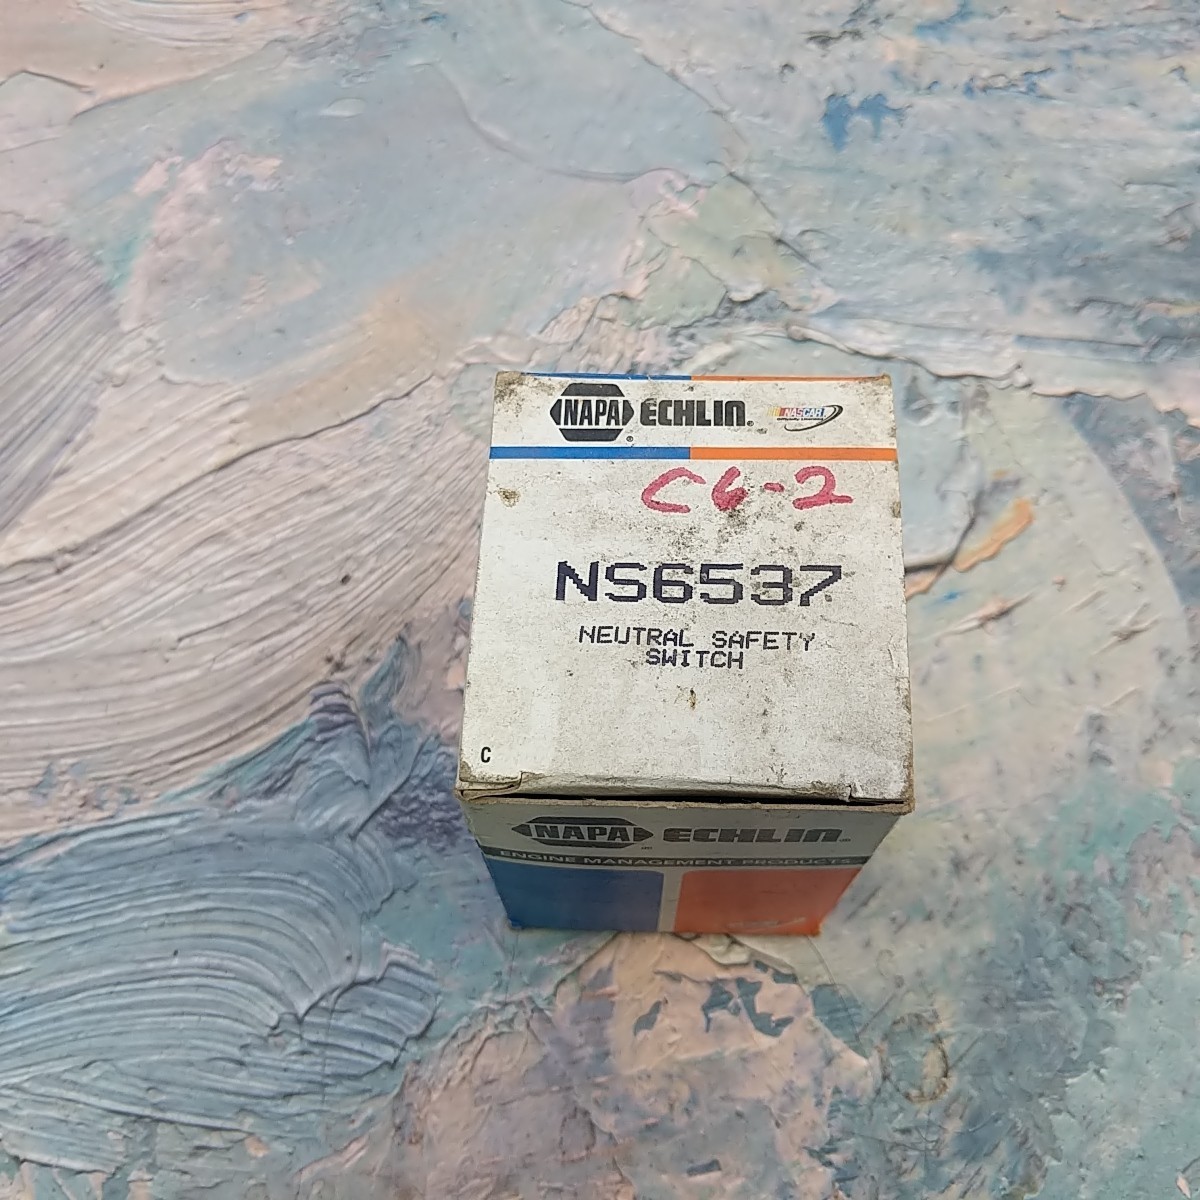 NAPA ECHLIN® NASCAR
C6-2
NS6537
NEUTRAL SAFETY
SWITCH
C
NAPA ECHLIN®
ENGINE MANAGEMENT PRODUCTS